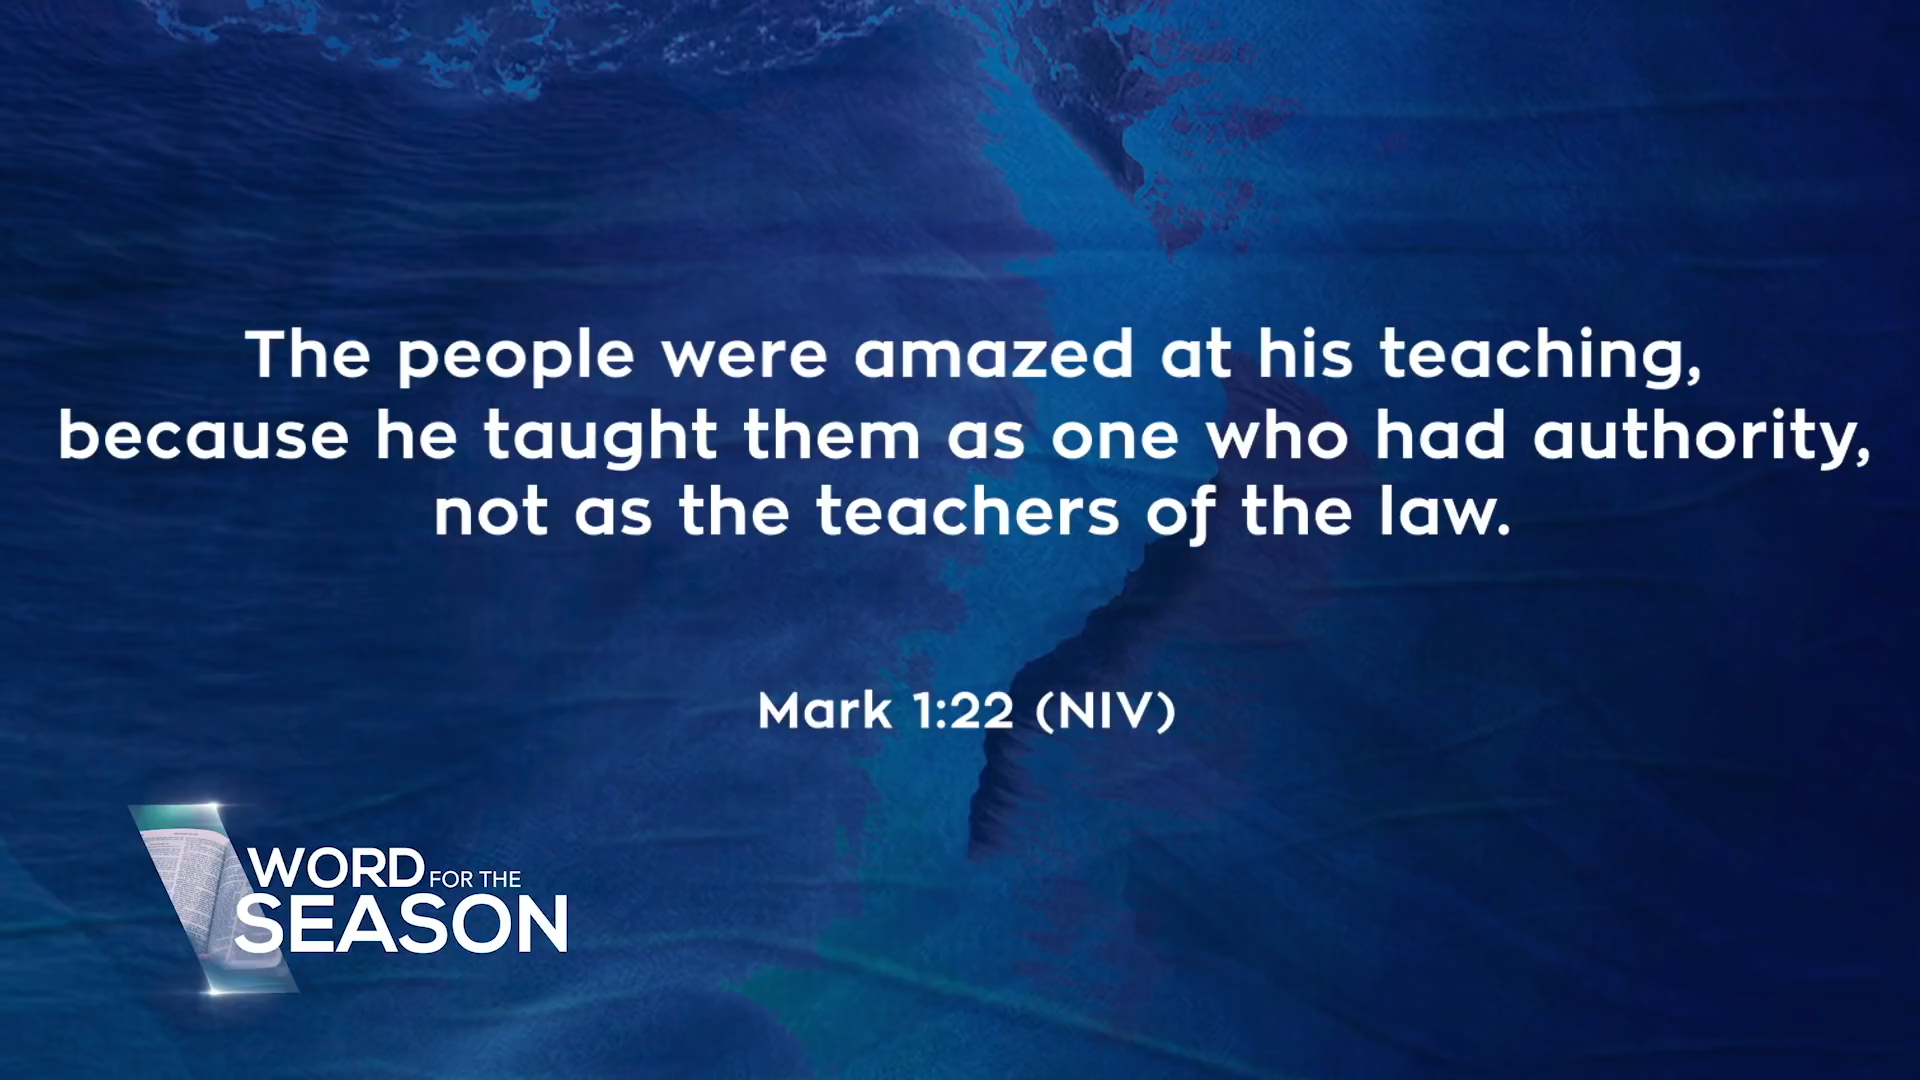 The people were amazed at his teaching,
because he taught them as one who had authority,
not as the teachers of the law.
Mark 1:22 (NIV)
WORD FOR THE
SEASON